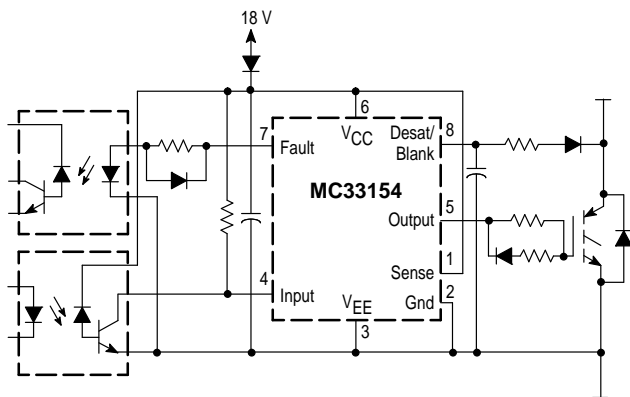 18 V
6
VCC
7
Fault
Desat/
Blank
8
MC33154
Output
5
Sense
1
4
Input
VEE
3
Gnd
2